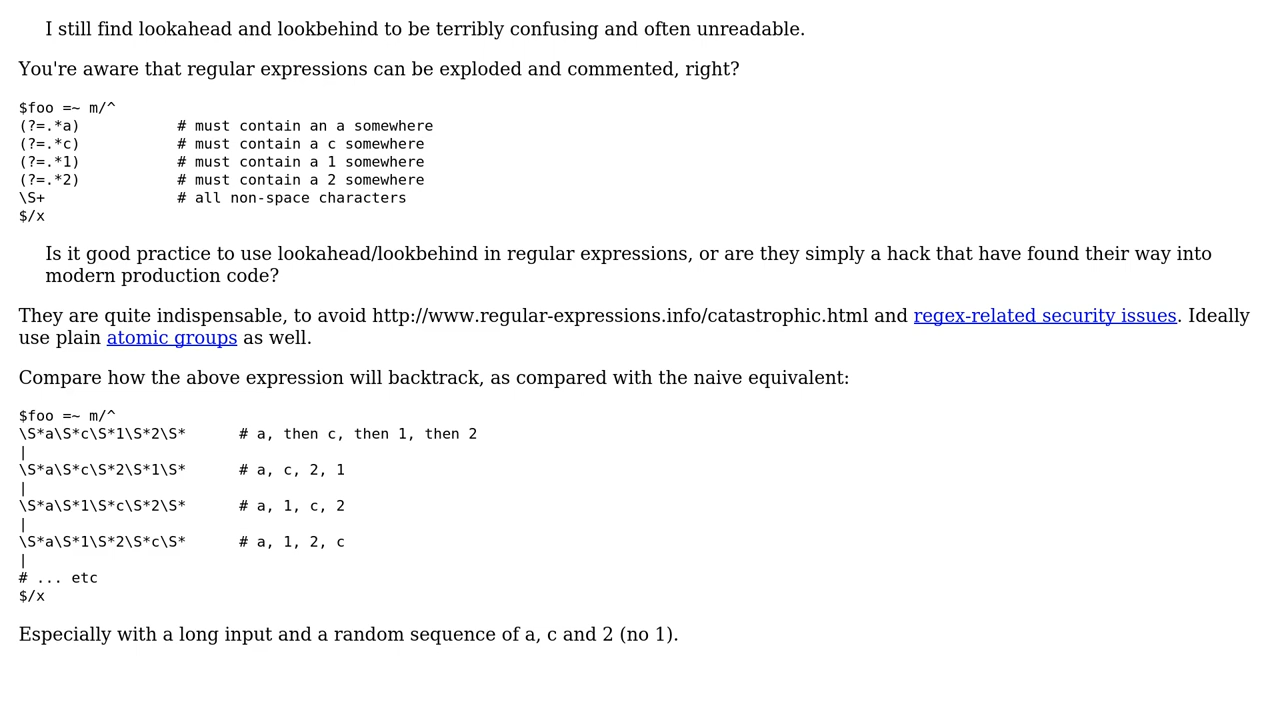 I still find lookahead and lookbehind to be terribly confusing and often unreadable.
You're aware that regular expressions can be exploded and commented, right?
$foo =~ m/^
(?=.*a)           # must contain an a somewhere
(?=.*c)           # must contain a c somewhere
(?=.*1)           # must contain a 1 somewhere
(?=.*2)           # must contain a 2 somewhere
\S+               # all non-space characters
$/x
Is it good practice to use lookahead/lookbehind in regular expressions, or are they simply a hack that have found their way into
modern production code?
They are quite indispensable, to avoid http://www.regular-expressions.info/catastrophic.html and regex-related security issues. Ideally
use plain atomic groups as well.
Compare how the above expression will backtrack, as compared with the naive equivalent:
$foo =~ m/^
\S*a\S*c\S*1\S*2\S*      # a, then c, then 1, then 2
|
\S*a\S*c\S*2\S*1\S*      # a, c, 2, 1
|
\S*a\S*1\S*c\S*2\S*      # a, 1, c, 2
|
\S*a\S*1\S*2\S*c\S*      # a, 1, 2, c
|
# ... etc
$/x
Especially with a long input and a random sequence of a, c and 2 (no 1).